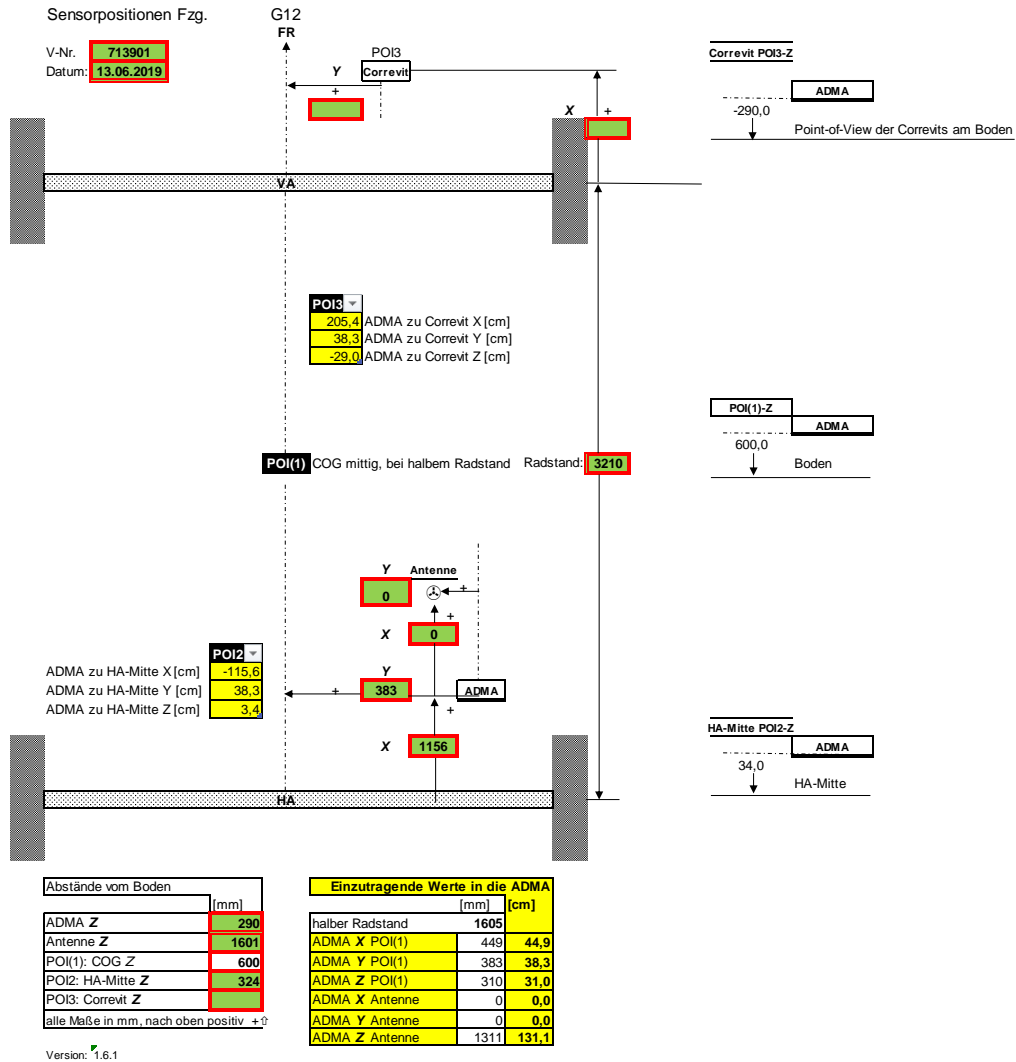 Sensorpositionen Fzg. G12
FR
V-Nr. 713901
Datum: 13.06.2019
POI3
Correvit
Y
+
X +
VA
Correvit POI3-Z
ADMA
-290,0
Point-of-View der Correvits am Boden
POI3
205,4 ADMA zu Correvit X [cm]
38,3 ADMA zu Correvit Y [cm]
-29,0 ADMA zu Correvit Z [cm]
POI(1)-Z
ADMA
600,0
Boden
POI(1) COG mittig, bei halbem Radstand Radstand: 3210
Y Antenne
0 +
+
X 0
POI2
ADMA zu HA-Mitte X [cm] -115,6
ADMA zu HA-Mitte Y [cm] 38,3
ADMA zu HA-Mitte Z [cm] 3,4
Y
+ 383 ADMA
+
X 1156
HA
HA-Mitte POI2-Z
ADMA
34,0
HA-Mitte
Abstände vom Boden
[mm]
ADMA Z 290
Antenne Z 1601
POI(1): COG Z 600
POI2: HA-Mitte Z 324
POI3: Correvit Z
alle Maße in mm, nach oben positiv +⇧
Einzutragende Werte in die ADMA
[mm] [cm]
halber Radstand 1605
ADMA X POI(1) 449 44,9
ADMA Y POI(1) 383 38,3
ADMA Z POI(1) 310 31,0
ADMA X Antenne 0 0,0
ADMA Y Antenne 0 0,0
ADMA Z Antenne 1311 131,1
Version: 1.6.1